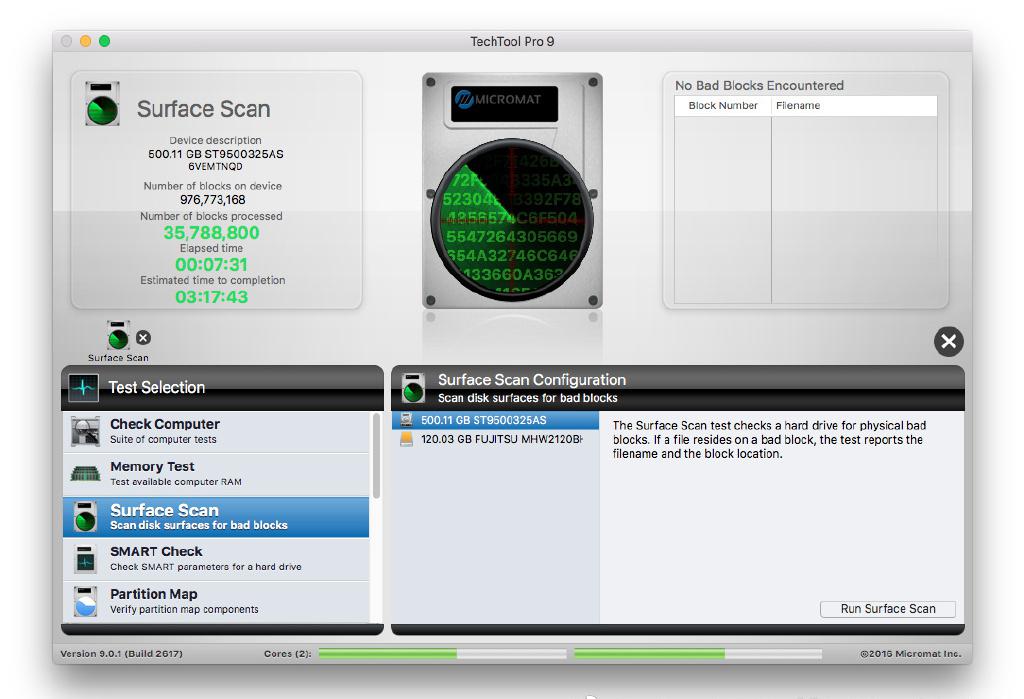 TechTool Pro 9
Surface Scan
Device description
500.11 GB ST9500325AS
6VEMTNQD
Number of blocks on device
976,773,168
Number of blocks processed
35,788,800
Elapsed time
00:07:31
Estimated time to completion
03:17:43
MICROMAT
5547264305669
No Bad Blocks Encountered
Block Number Filename
Surface Scan
Test Selection
Check Computer
Suite of computer tests
Memory Test
Test available computer RAM
Surface Scan
Scan disk surfaces for bad blocks
SMART Check
Check SMART parameters for a hard drive
Partition Map
Verify partition map components
Surface Scan Configuration
Scan disk surfaces for bad blocks
500.11 GB ST9500325AS
120.03 GB FUJITSU
The Surface Scan test checks a hard drive for physical bad
blocks. If a file resides on a bad block, the test reports the
filename and the block location.
Run Surface Scan
Version 9.0.1 (Build 2617)
Cores (2):
©2016 Micromat Inc.